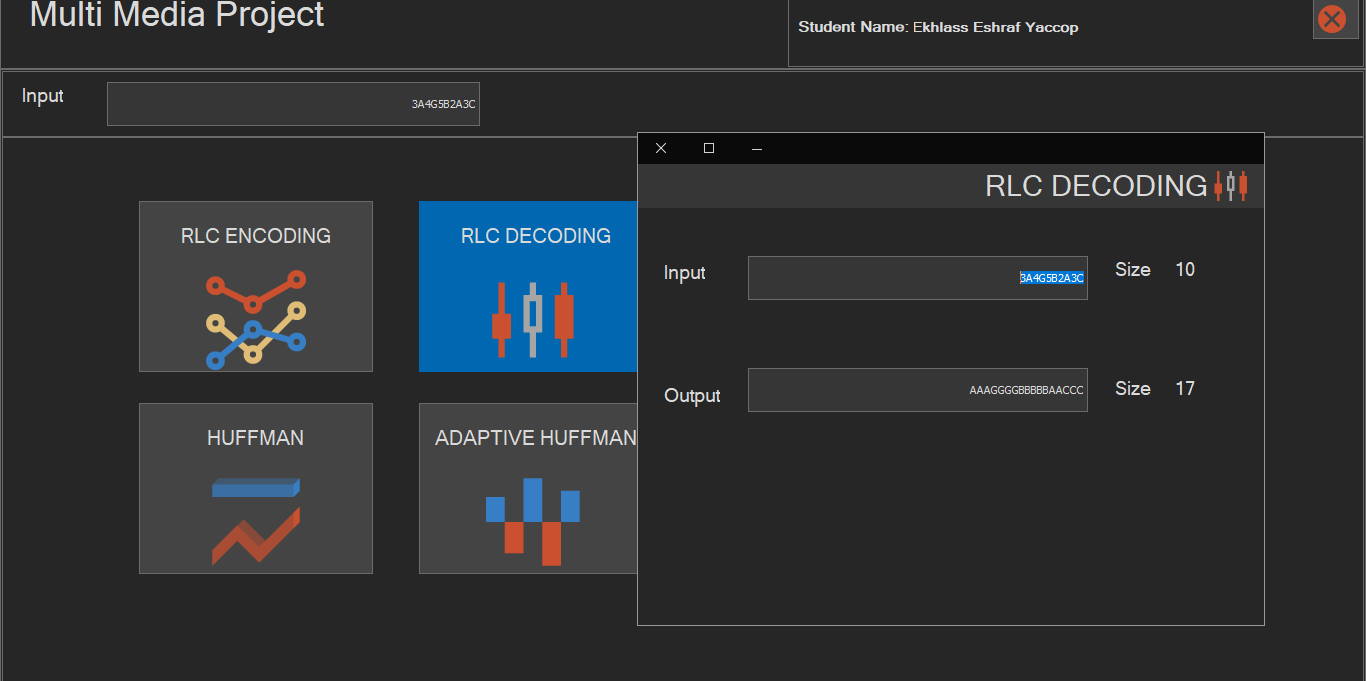 Multi Media Project
Student Name: Ekhlass Eshraf Yaccop
Input 3A4G5B2A3C
RLC ENCODING
RLC DECODING
HUFFMAN
ADAPTIVE HUFFMAN
RLC DECODING
Input 3A4G5B2A3C Size 10
Output AAAGGGGBBBBBAACCC Size 17